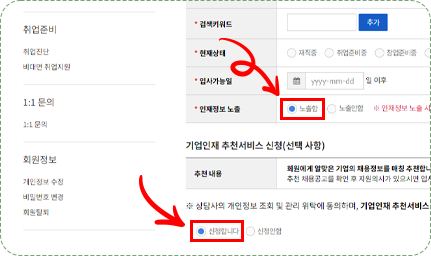 취업준비
취업진단
비대면 취업지원
1:1 문의
1:1 문의
회원정보
개인정보 수정
비밀번호 변경
회원탈퇴
* 검색키워드
추가
* 현재상태
재직중
취업준비중
창업준비중
* 입사가능일
yyyy-mm-dd
일 이후
* 인재정보 노출
노출함
노출안함
※ 인재정보 노출 시
기업인재 추천서비스 신청(선택 사항)
추천 내용
회원에게 알맞은 기업의 채용정보를 매칭 추천합니
추천 채용공고를 확인 후 지원의사가 있으시면 입사
※ 상담사의 개인정보 조회 및 관리 위탁에 동의하며, 기업인재 추천서비스
신청합니다
신청안함